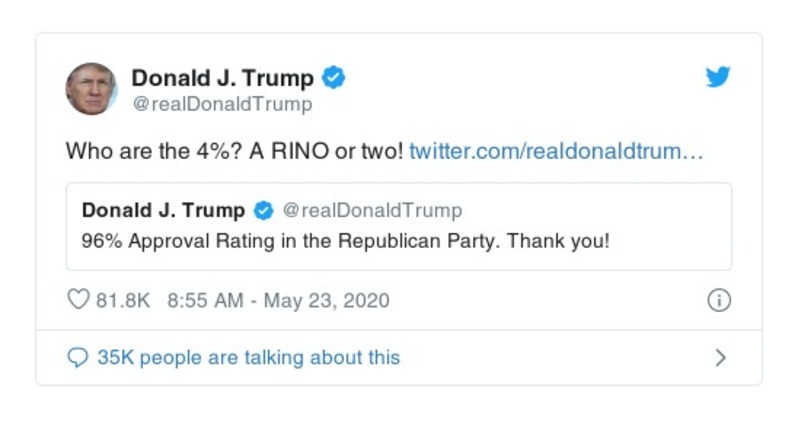 Donald J. Trump
@realDonaldTrump
Who are the 4%? A RINO or two! twitter.com/realdonaldtrum…
Donald J. Trump @realDonaldTrump
96% Approval Rating in the Republican Party. Thank you!
81.8K 8:55 AM - May 23, 2020
35K people are talking about this